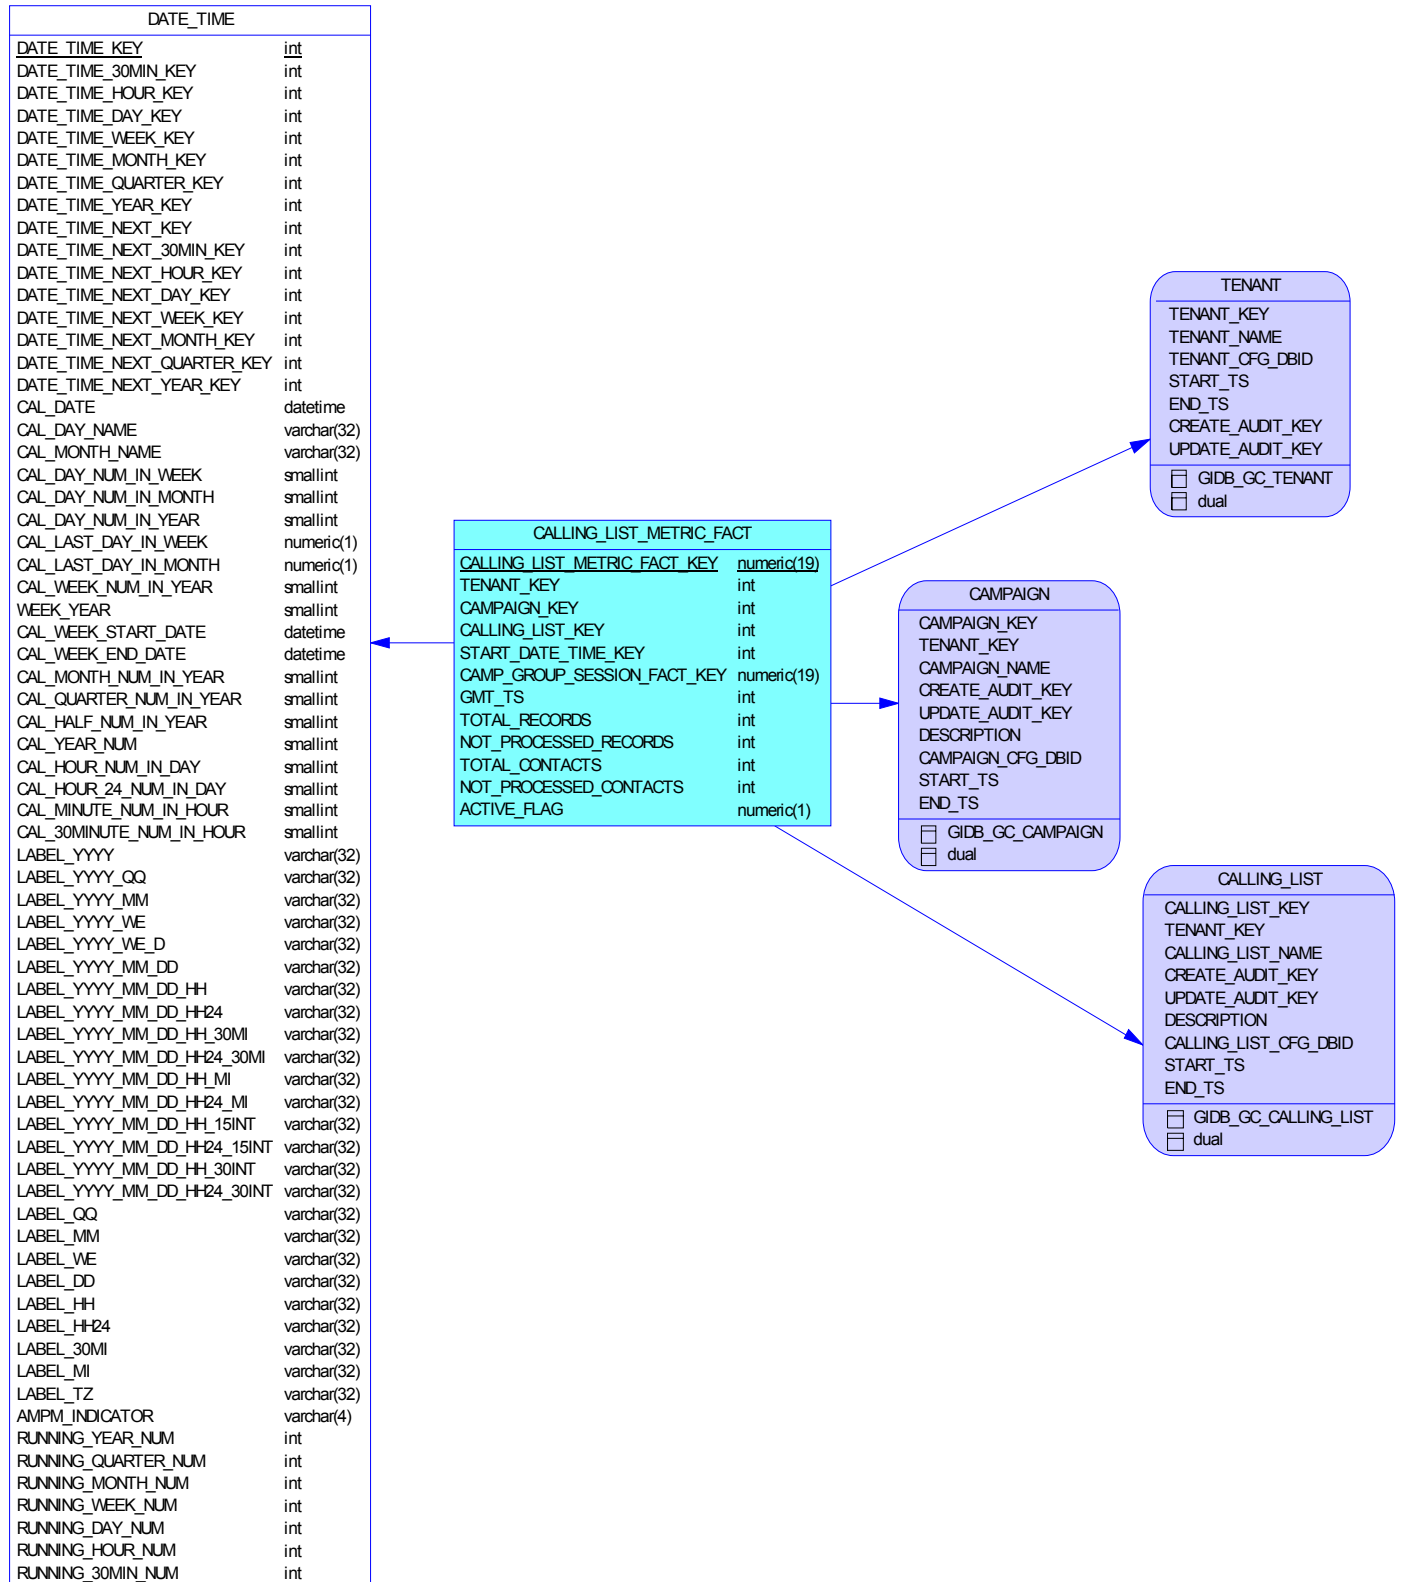 DATE_TIME
DATE_TIME_KEY int
DATE_TIME_30MIN_KEY int
DATE_TIME_HOUR_KEY int
DATE_TIME_DAY_KEY int
DATE_TIME_WEEK_KEY int
DATE_TIME_MONTH_KEY int
DATE_TIME_QUARTER_KEY int
DATE_TIME_YEAR_KEY int
DATE_TIME_NEXT_KEY int
DATE_TIME_NEXT_30MIN_KEY int
DATE_TIME_NEXT_HOUR_KEY int
DATE_TIME_NEXT_DAY_KEY int
DATE_TIME_NEXT_WEEK_KEY int
DATE_TIME_NEXT_MONTH_KEY int
DATE_TIME_NEXT_QUARTER_KEY int
DATE_TIME_NEXT_YEAR_KEY int
CAL_DATE datetime
CAL_DAY_NAME varchar(32)
CAL_MONTH_NAME varchar(32)
CAL_DAY_NUM_IN_WEEK smallint
CAL_DAY_NUM_IN_MONTH smallint
CAL_DAY_NUM_IN_YEAR smallint
CAL_LAST_DAY_IN_WEEK numeric(1)
CAL_LAST_DAY_IN_MONTH numeric(1)
CAL_WEEK_NUM_IN_YEAR smallint
WEEK_YEAR smallint
CAL_WEEK_START_DATE datetime
CAL_WEEK_END_DATE datetime
CAL_MONTH_NUM_IN_YEAR smallint
CAL_QUARTER_NUM_IN_YEAR smallint
CAL_HALF_NUM_IN_YEAR smallint
CAL_YEAR_NUM smallint
CAL_HOUR_NUM_IN_DAY smallint
CAL_HOUR_24_NUM_IN_DAY smallint
CAL_MINUTE_NUM_IN_HOUR smallint
CAL_30MINUTE_NUM_IN_HOUR smallint
LABEL_YYYY varchar(32)
LABEL_YYYY_QQ varchar(32)
LABEL_YYYY_MM varchar(32)
LABEL_YYYY_WE varchar(32)
LABEL_YYYY_WE_D varchar(32)
LABEL_YYYY_MM_DD varchar(32)
LABEL_YYYY_MM_DD_HH varchar(32)
LABEL_YYYY_MM_DD_HH24 varchar(32)
LABEL_YYYY_MM_DD_HH_30MI varchar(32)
LABEL_YYYY_MM_DD_HH24_30MI varchar(32)
LABEL_YYYY_MM_DD_HH_MI varchar(32)
LABEL_YYYY_MM_DD_HH24_MI varchar(32)
LABEL_YYYY_MM_DD_HH_15INT varchar(32)
LABEL_YYYY_MM_DD_HH24_15INT varchar(32)
LABEL_YYYY_MM_DD_HH_30INT varchar(32)
LABEL_YYYY_MM_DD_HH24_30INT varchar(32)
LABEL_QQ varchar(32)
LABEL_MM varchar(32)
LABEL_WE varchar(32)
LABEL_DD varchar(32)
LABEL_HH varchar(32)
LABEL_HH24 varchar(32)
LABEL_30MI varchar(32)
LABEL_MI varchar(32)
LABEL_TZ varchar(32)
AMPM_INDICATOR varchar(4)
RUNNING_YEAR_NUM int
RUNNING_QUARTER_NUM int
RUNNING_MONTH_NUM int
RUNNING_WEEK_NUM int
RUNNING_DAY_NUM int
RUNNING_HOUR_NUM int
RUNNING_30MIN_NUM int
CALLING_LIST_METRIC_FACT
CALLING_LIST_METRIC_FACT_KEY numeric(19)
TENANT_KEY int
CAMPAIGN_KEY int
CALLING_LIST_KEY int
START_DATE_TIME_KEY int
CAMP_GROUP_SESSION_FACT_KEY numeric(19)
GMT_TS int
TOTAL_RECORDS int
NOT_PROCESSED_RECORDS int
TOTAL_CONTACTS int
NOT_PROCESSED_CONTACTS int
ACTIVE_FLAG numeric(1)
TENANT
TENANT_KEY
TENANT_NAME
TENANT_CFG_DBID
START_TS
END_TS
CREATE_AUDIT_KEY
UPDATE_AUDIT_KEY
GIDB_GC_TENANT
dual
CAMPAIGN
CAMPAIGN_KEY
TENANT_KEY
CAMPAIGN_NAME
CREATE_AUDIT_KEY
UPDATE_AUDIT_KEY
DESCRIPTION
CAMPAIGN_CFG_DBID
START_TS
END_TS
GIDB_GC_CAMPAIGN
dual
CALLING_LIST
CALLING_LIST_KEY
TENANT_KEY
CALLING_LIST_NAME
CREATE_AUDIT_KEY
UPDATE_AUDIT_KEY
DESCRIPTION
CALLING_LIST_CFG_DBID
START_TS
END_TS
GIDB_GC_CALLING_LIST
dual